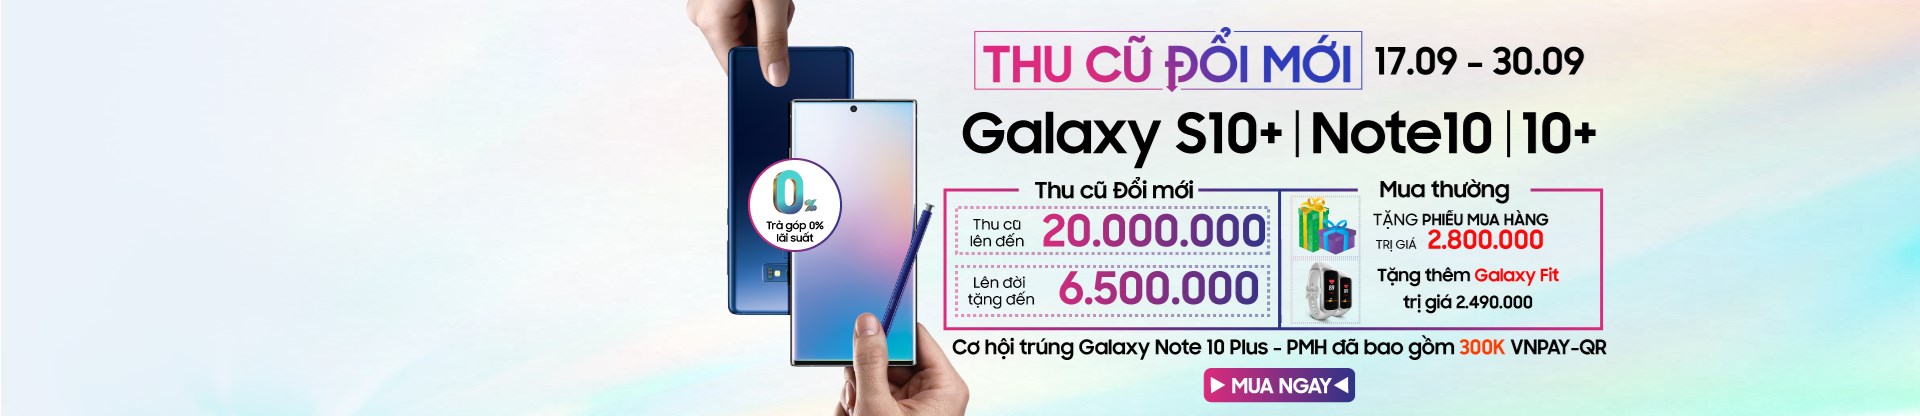 THU CŨ ĐỔI MỚI 17.09 - 30.09
Galaxy S10+ | Note10 | 10+
0%
Trả góp 0%
lãi suất
Thu cũ Đổi mới
Thu cũ
lên đến
20.000.000
Lên đời
tặng đến
6.500.000
Mua thường
TẶNG PHIẾU MUA HÀNG
TRỊ GIÁ 2.800.000
Tặng thêm Galaxy Fit
trị giá 2.490.000
Cơ hội trúng Galaxy Note 10 Plus - PMH đã bao gồm 300K VNPAY-QR
MUA NGAY